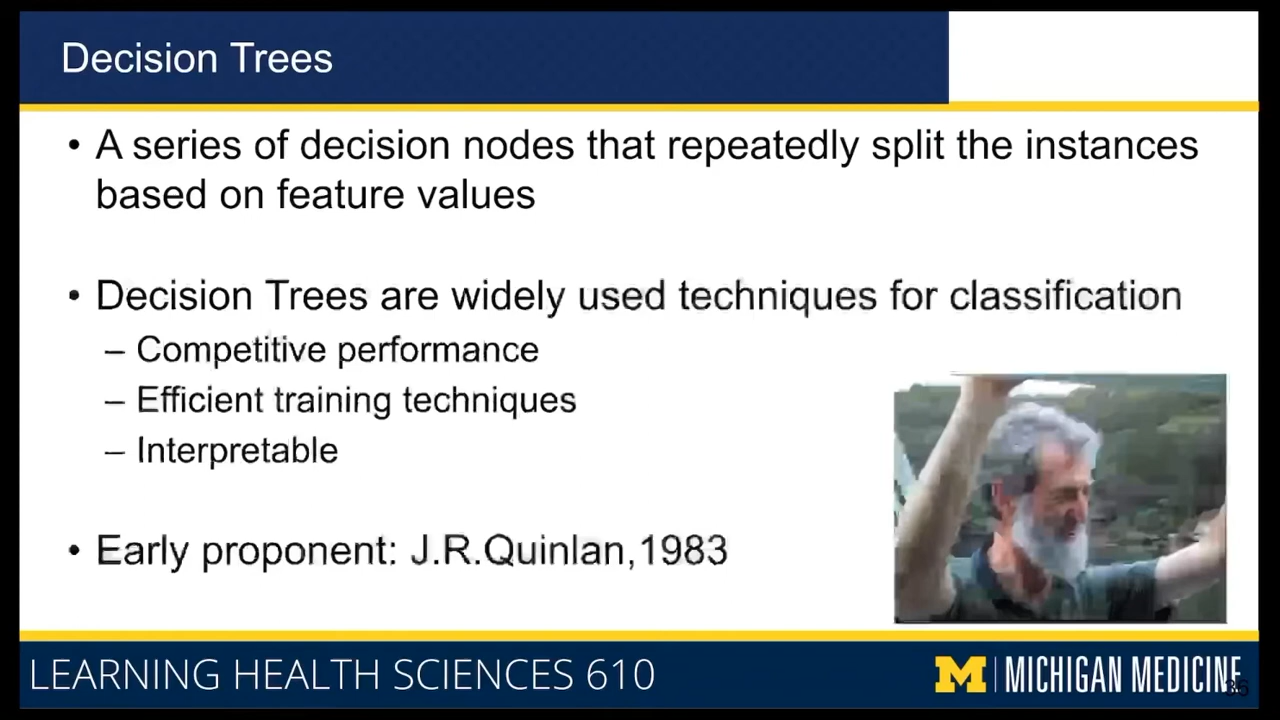 Decision Trees
• A series of decision nodes that repeatedly split the instances
based on feature values
• Decision Trees are widely used techniques for classification
– Competitive performance
– Efficient training techniques
– Interpretable
• Early proponent: J.R.Quinlan,1983
LEARNING HEALTH SCIENCES 610
M | MICHIGAN MEDICINE
36